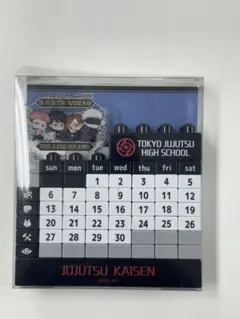 JUJUTSU KAISEN
TOKYO JUJUTSU
HIGH SCHOOL
sun mon tue wed thu fri sat
1 2 3 4 5
6 7 8 9 10 11 12
13 14 15 16 17 18 19
20 21 22 23 24 25 26
27 28 29 30
JUJUTSU KAISEN